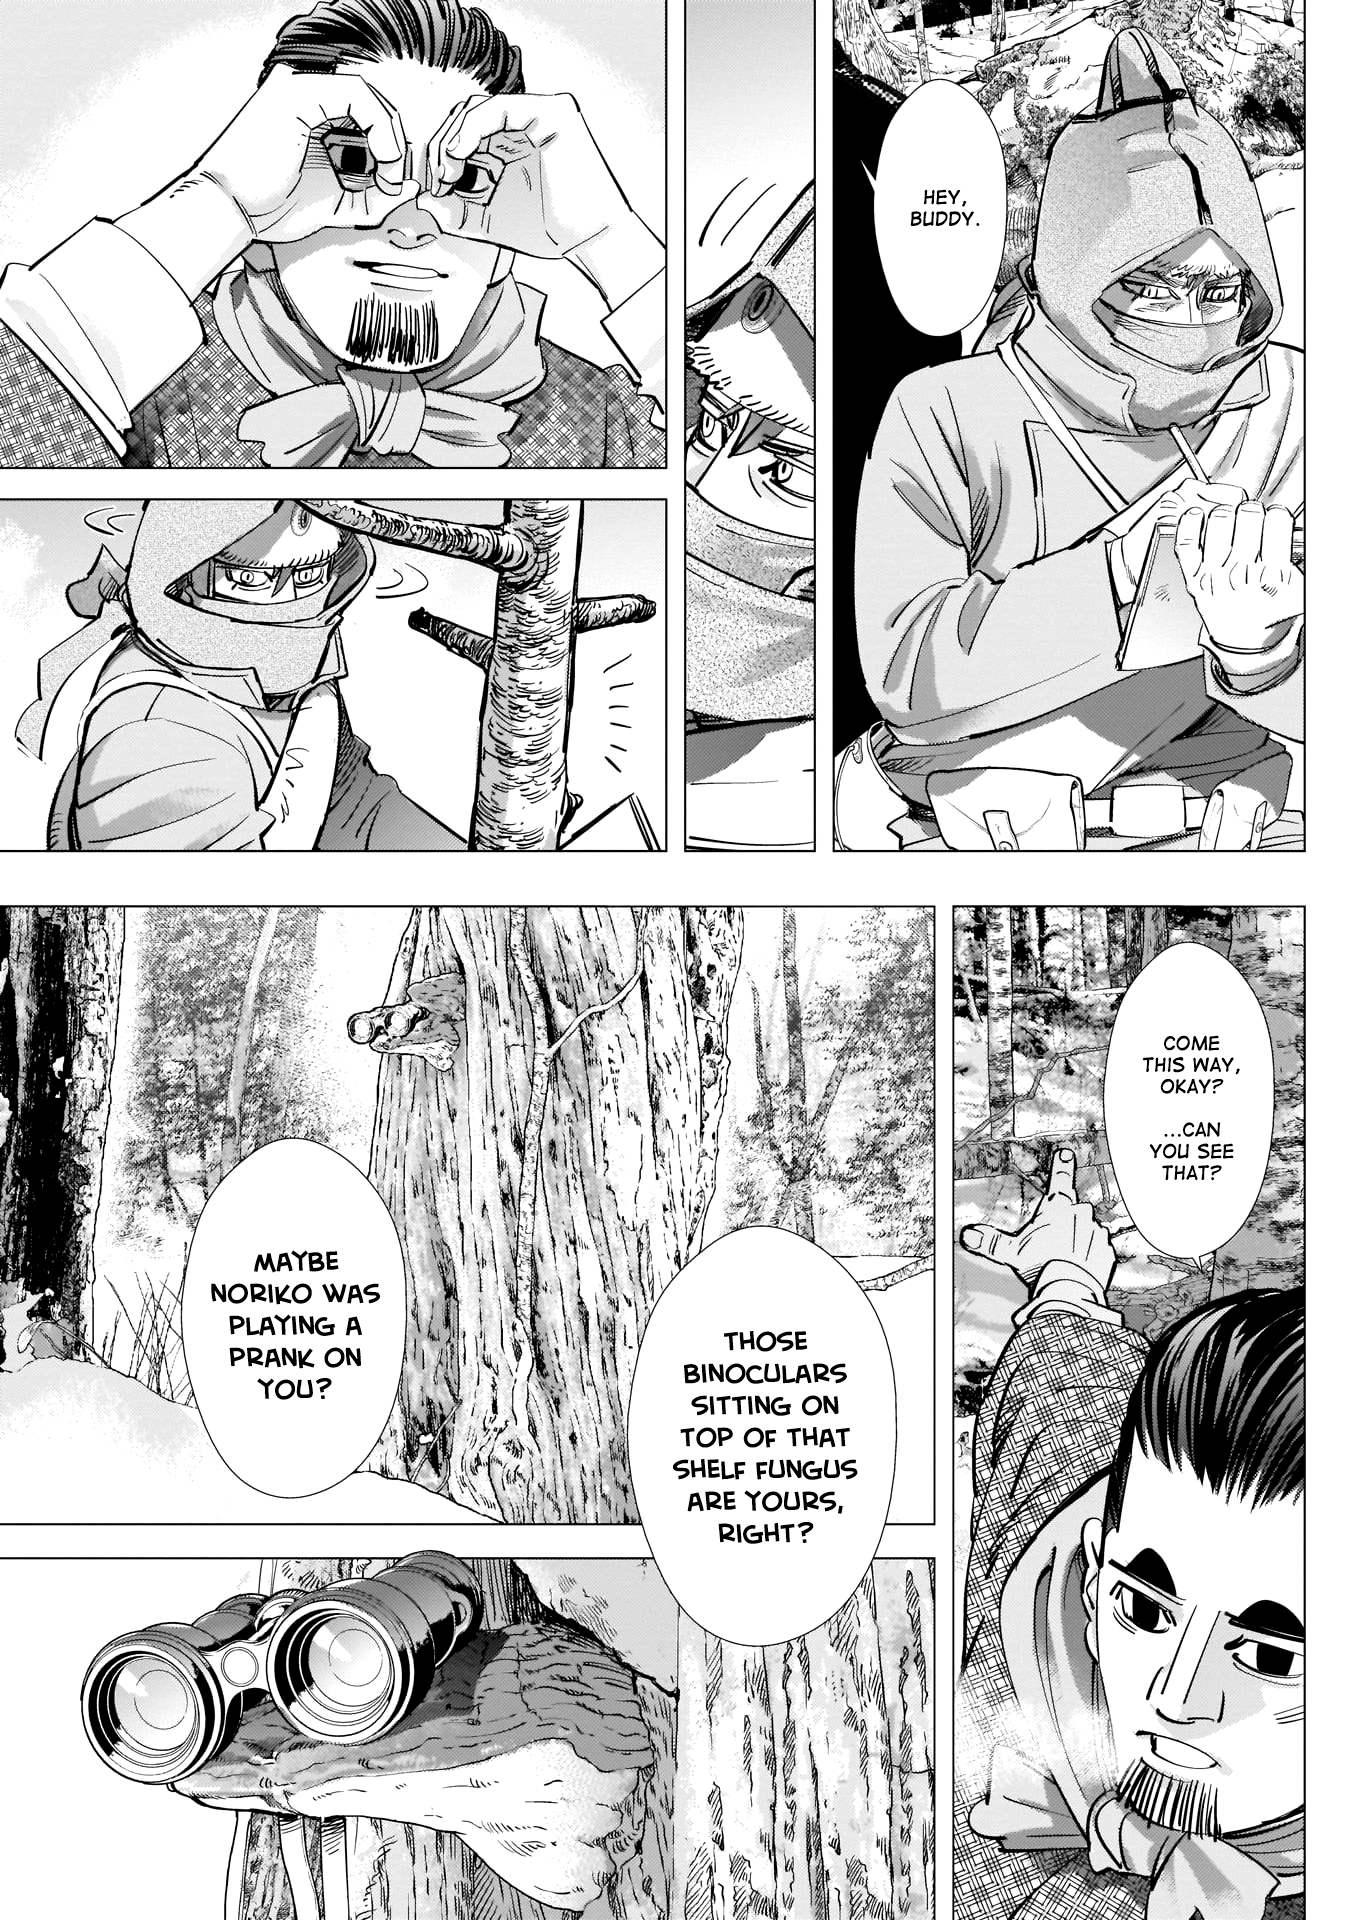 HEY,
BUDDY.
COME
THIS WAY,
OKAY?
...CAN
YOU SEE
THAT?
THOSE
BINOCULARS
SITTING ON
TOP OF THAT
SHELF FUNGUS
ARE YOURS,
RIGHT?
MAYBE
NORIKO WAS
PLAYING A
PRANK ON
YOU?